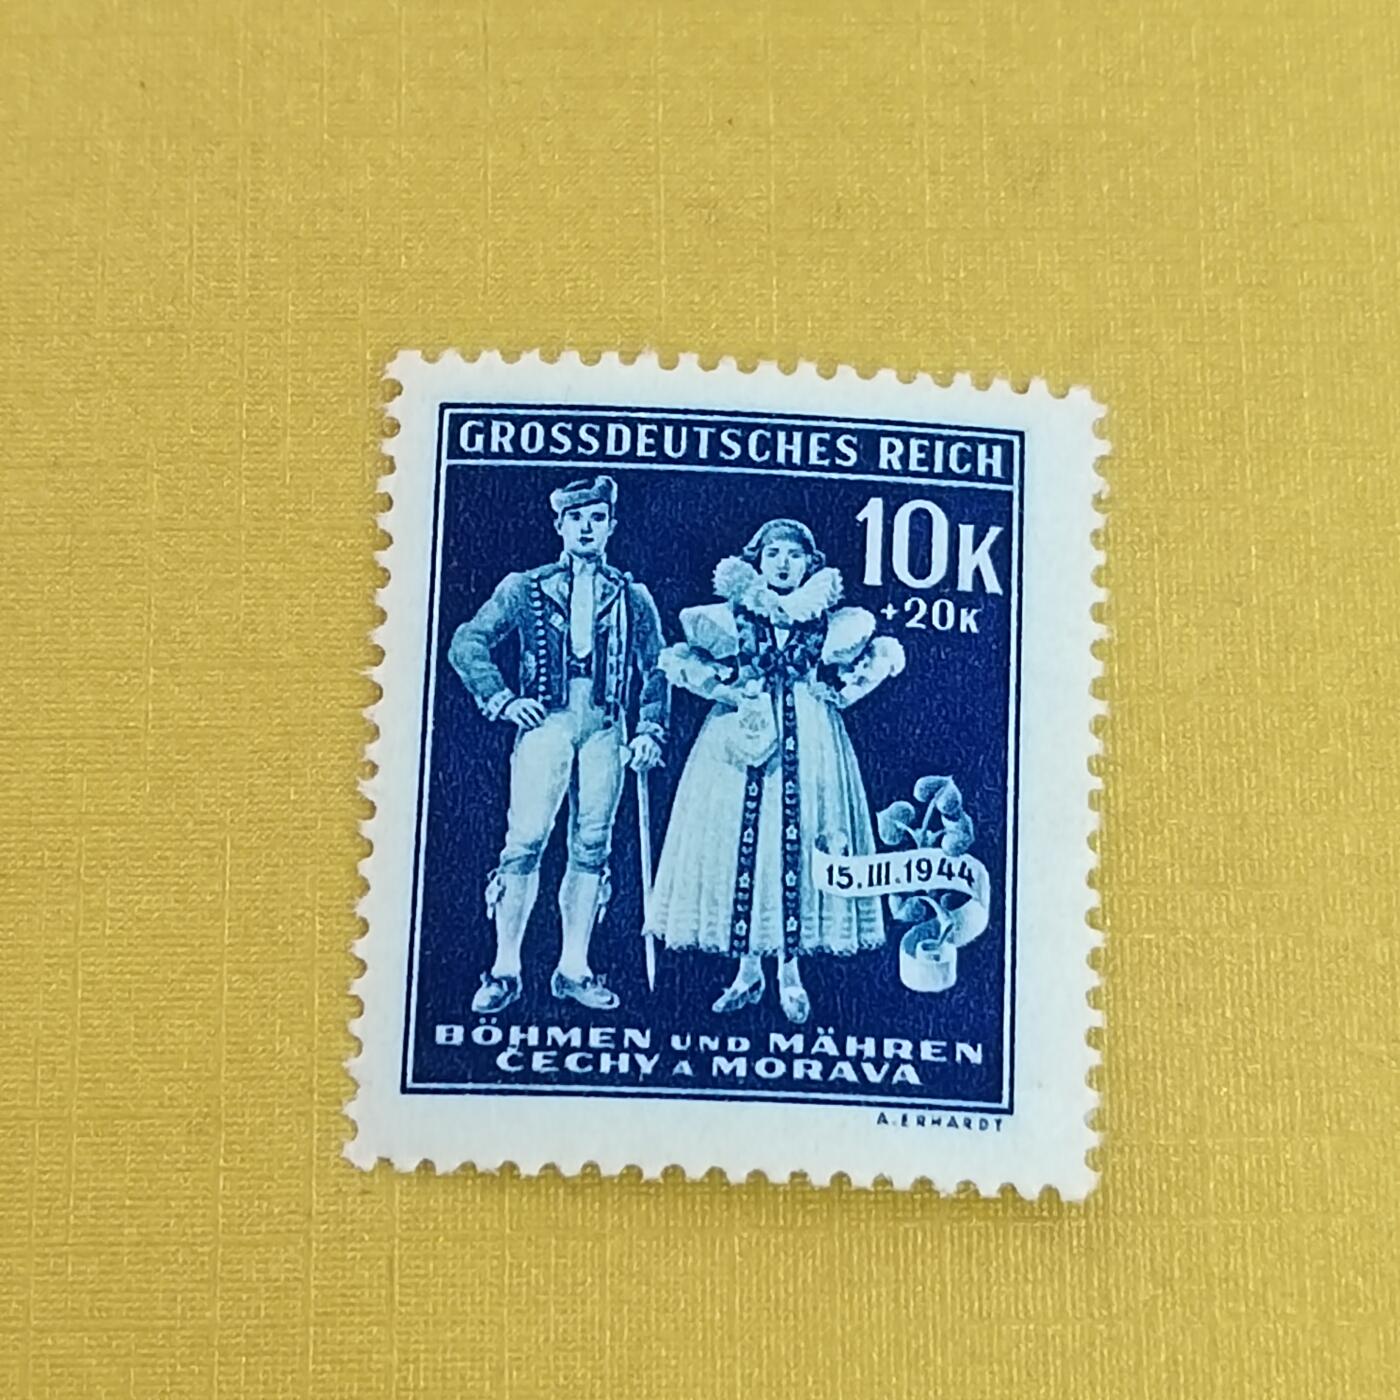 GROSSDEUTSCHES REICH
10K
+20K
15.III.1944
BÖHMEN UND MÄHREN
ČECHY A MORAVA
A.ERHARDT